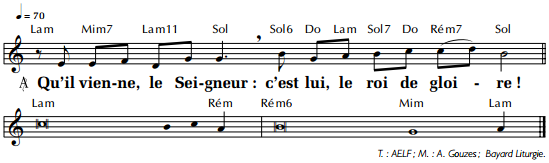 ♩ = 70
Lam Mim7 Lam11 Sol Sol6 Do Lam Sol7 Do Rém7 Sol
℟ Qu'il vien-ne, le Sei-gneur : c'est lui, le roi de gloi - re !
Lam Rém Rém6 Mim Lam
T. : AELF ; M. : A. Gouzes ; Bayard Liturgie.